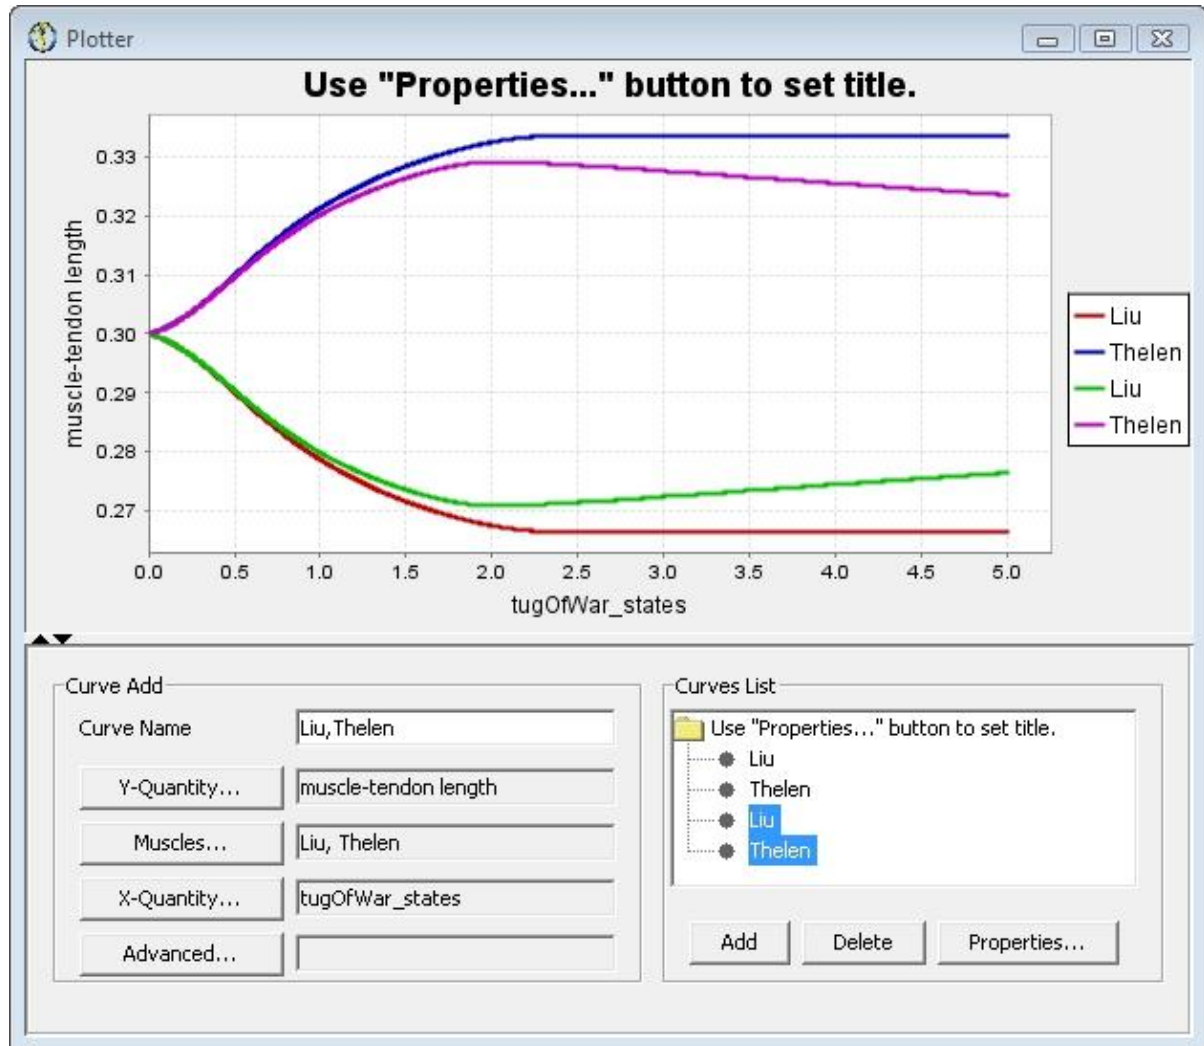 Plotter
Use "Properties..." button to set title.
muscle-tendon length
0.33
0.32
0.31
0.30
0.29
0.28
0.27
0.0 0.5 1.0 1.5 2.0 2.5 3.0 3.5 4.0 4.5 5.0
tugOfWar_states
Liu
Thelen
Liu
Thelen
Curve Add
Curve Name Liu,Thelen
Y-Quantity... muscle-tendon length
Muscles... Liu, Thelen
X-Quantity... tugOfWar_states
Advanced...
Curves List
Use "Properties..." button to set title.
Liu
Thelen
Liu
Thelen
Add Delete Properties...